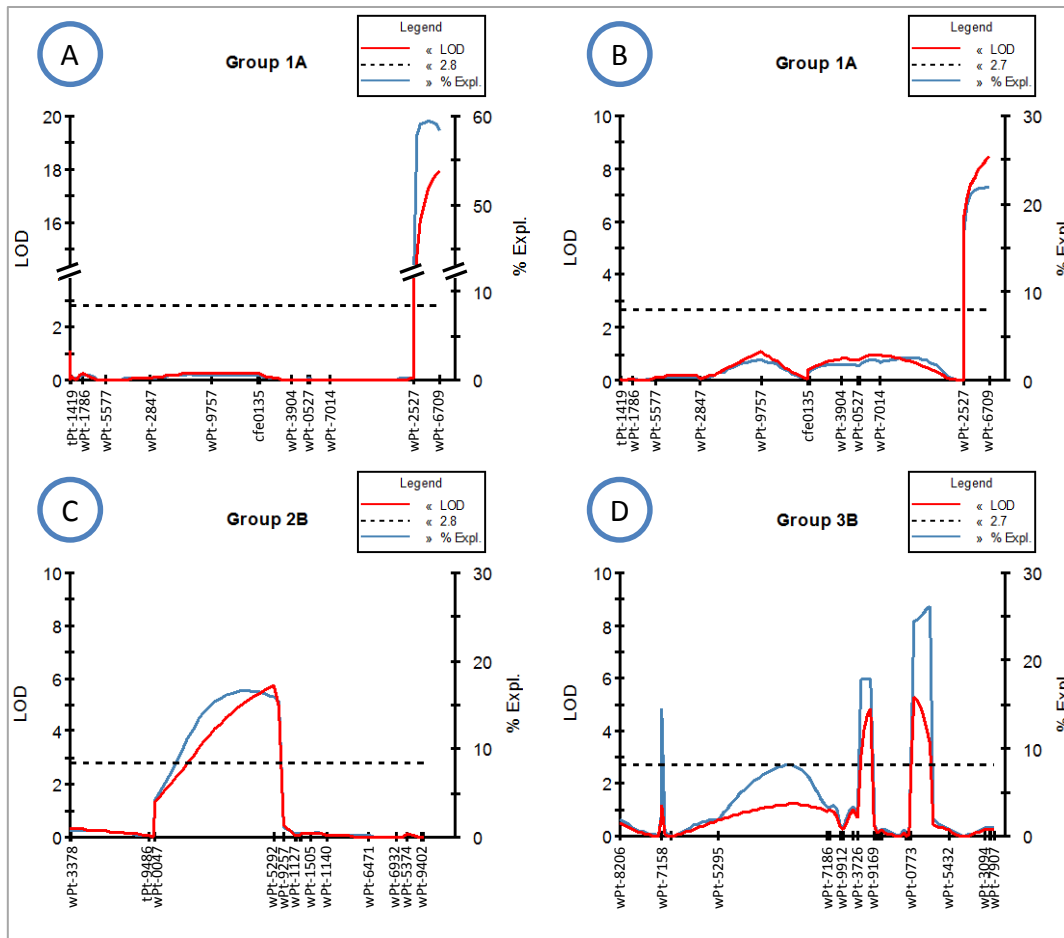 A
Group 1A
Legend
« LOD
« 2.8
» % Expl.
LOD
20
18
16
2
0
60
50
10
0
% Expl.
tPt-1419
wPt-1786
wPt-5577
wPt-2847
wPt-9757
cfe0135
wPt-3904
wPt-0527
wPt-7014
wPt-2527
wPt-6709
B
Group 1A
Legend
« LOD
« 2.7
» % Expl.
LOD
10
8
6
4
2
0
30
20
10
0
% Expl.
tPt-1419
wPt-1786
wPt-5577
wPt-2847
wPt-9757
cfe0135
wPt-3904
wPt-0527
wPt-7014
wPt-2527
wPt-6709
C
Group 2B
Legend
« LOD
« 2.8
» % Expl.
LOD
10
8
6
4
2
0
30
20
10
0
% Expl.
wPt-3378
tPt-9486
wPt-0047
wPt-5292
wPt-9257
wPt-1127
wPt-1505
wPt-1140
wPt-6471
wPt-6932
wPt-5374
wPt-9402
D
Group 3B
Legend
« LOD
« 2.7
» % Expl.
LOD
10
8
6
4
2
0
30
20
10
0
% Expl.
wPt-8206
wPt-7158
wPt-5295
wPt-7186
wPt-9912
wPt-3726
wPt-9169
wPt-0773
wPt-5432
wPt-3094
wPt-7907